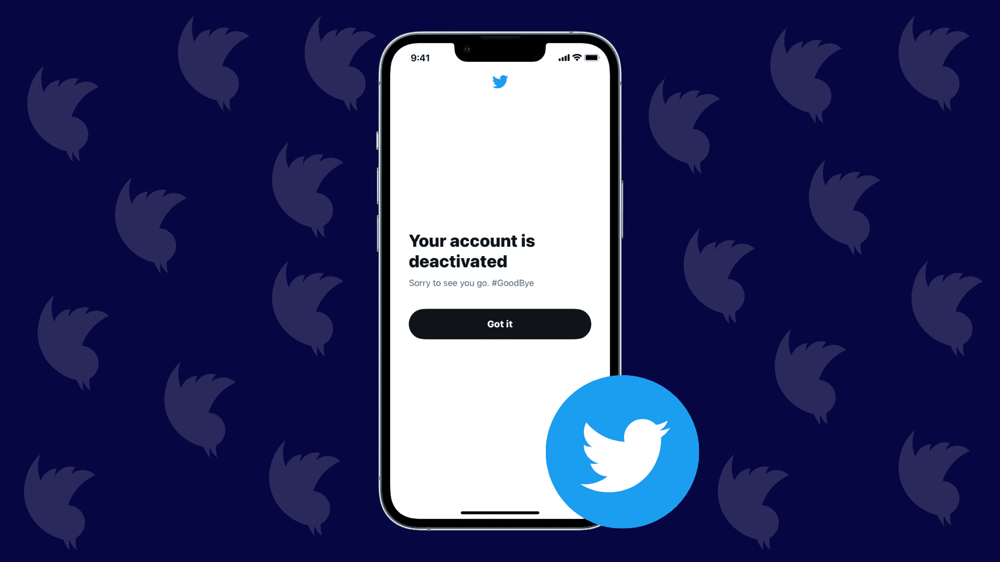 9:41
Your account is
deactivated
Sorry to see you go. #GoodBye
Got it